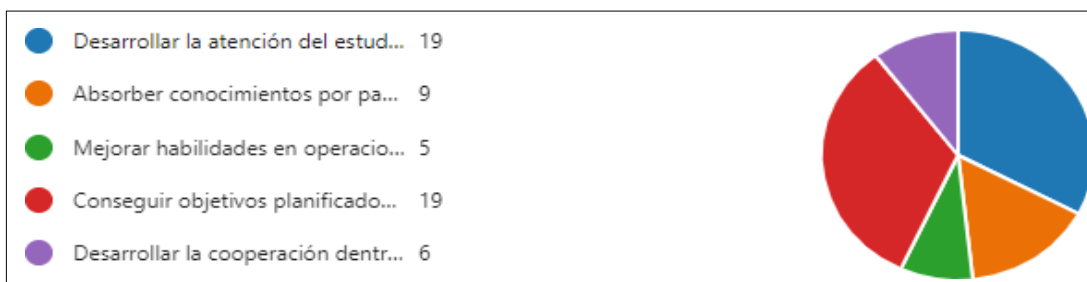 Desarrollar la atención del estud... 19
Absorber conocimientos por pa... 9
Mejorar habilidades en operacio... 5
Conseguir objetivos planificado... 19
Desarrollar la cooperación dentr... 6